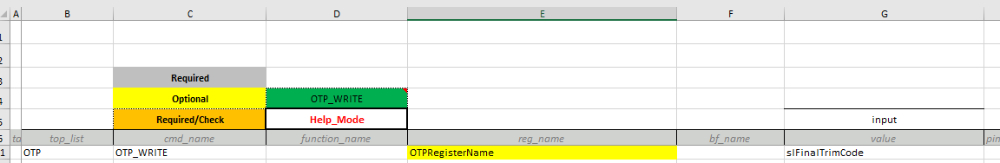 A B C D E F G
1
2
3 Required
4 Optional OTP_WRITE
5 Required/Check Help_Mode input
6 ta top_list cmd_name function_name reg_name bf_name value pin
1 OTP OTP_WRITE OTPRegisterName slFinalTrimCode